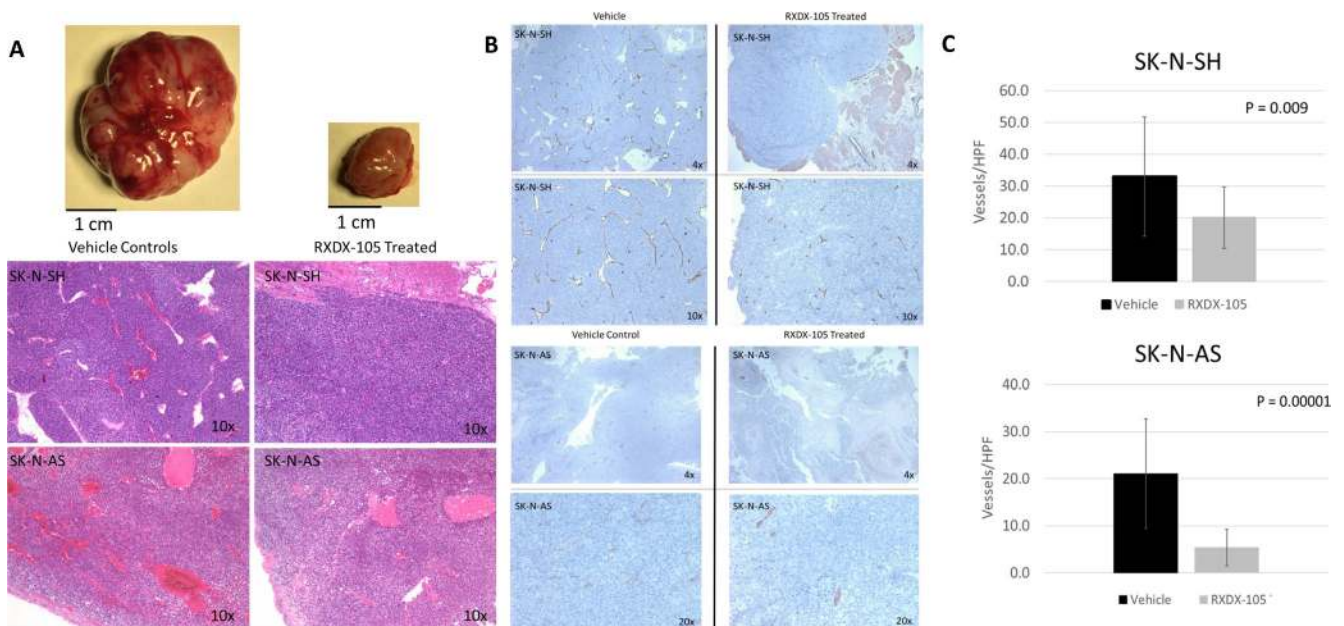 A
1 cm
1 cm
Vehicle Controls
RXDX-105 Treated
SK-N-SH
10x
SK-N-SH
10x
SK-N-AS
10x
SK-N-AS
10x
B
Vehicle
RXDX-105 Treated
SK-N-SH
4x
SK-N-SH
4x
SK-N-SH
10x
SK-N-SH
10x
Vehicle Control
RXDX-105 Treated
SK-N-AS
4x
SK-N-AS
4x
SK-N-AS
20x
SK-N-AS
20x
C
SK-N-SH
P = 0.009
Vessels/HPF
60.0
50.0
40.0
30.0
20.0
10.0
0.0
Vehicle RXDX-105
SK-N-AS
P = 0.00001
Vessels/HPF
40.0
30.0
20.0
10.0
0.0
Vehicle RXDX-105